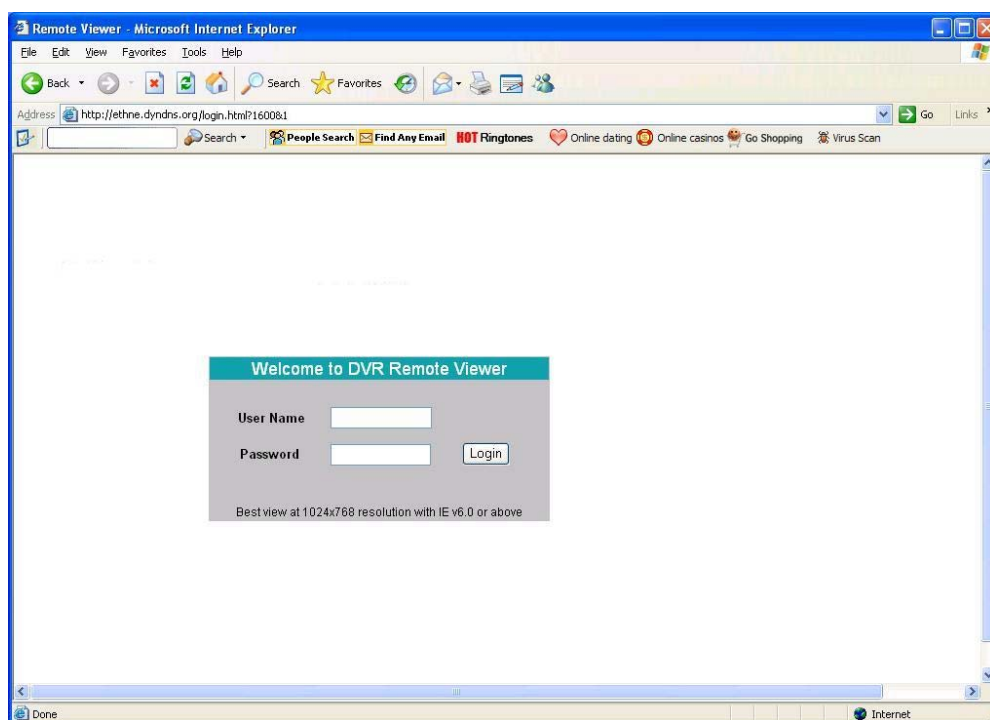 Remote Viewer - Microsoft Internet Explorer
File Edit View Favorites Tools Help
Back Search Favorites
Address http://ethne.dyndns.org/login.html?1600&1 Go Links
Search People Search Find Any Email HOT Ringtones Online dating Online casinos Go Shopping Virus Scan
Welcome to DVR Remote Viewer
User Name
Password Login
Best view at 1024x768 resolution with IE v6.0 or above
Done Internet